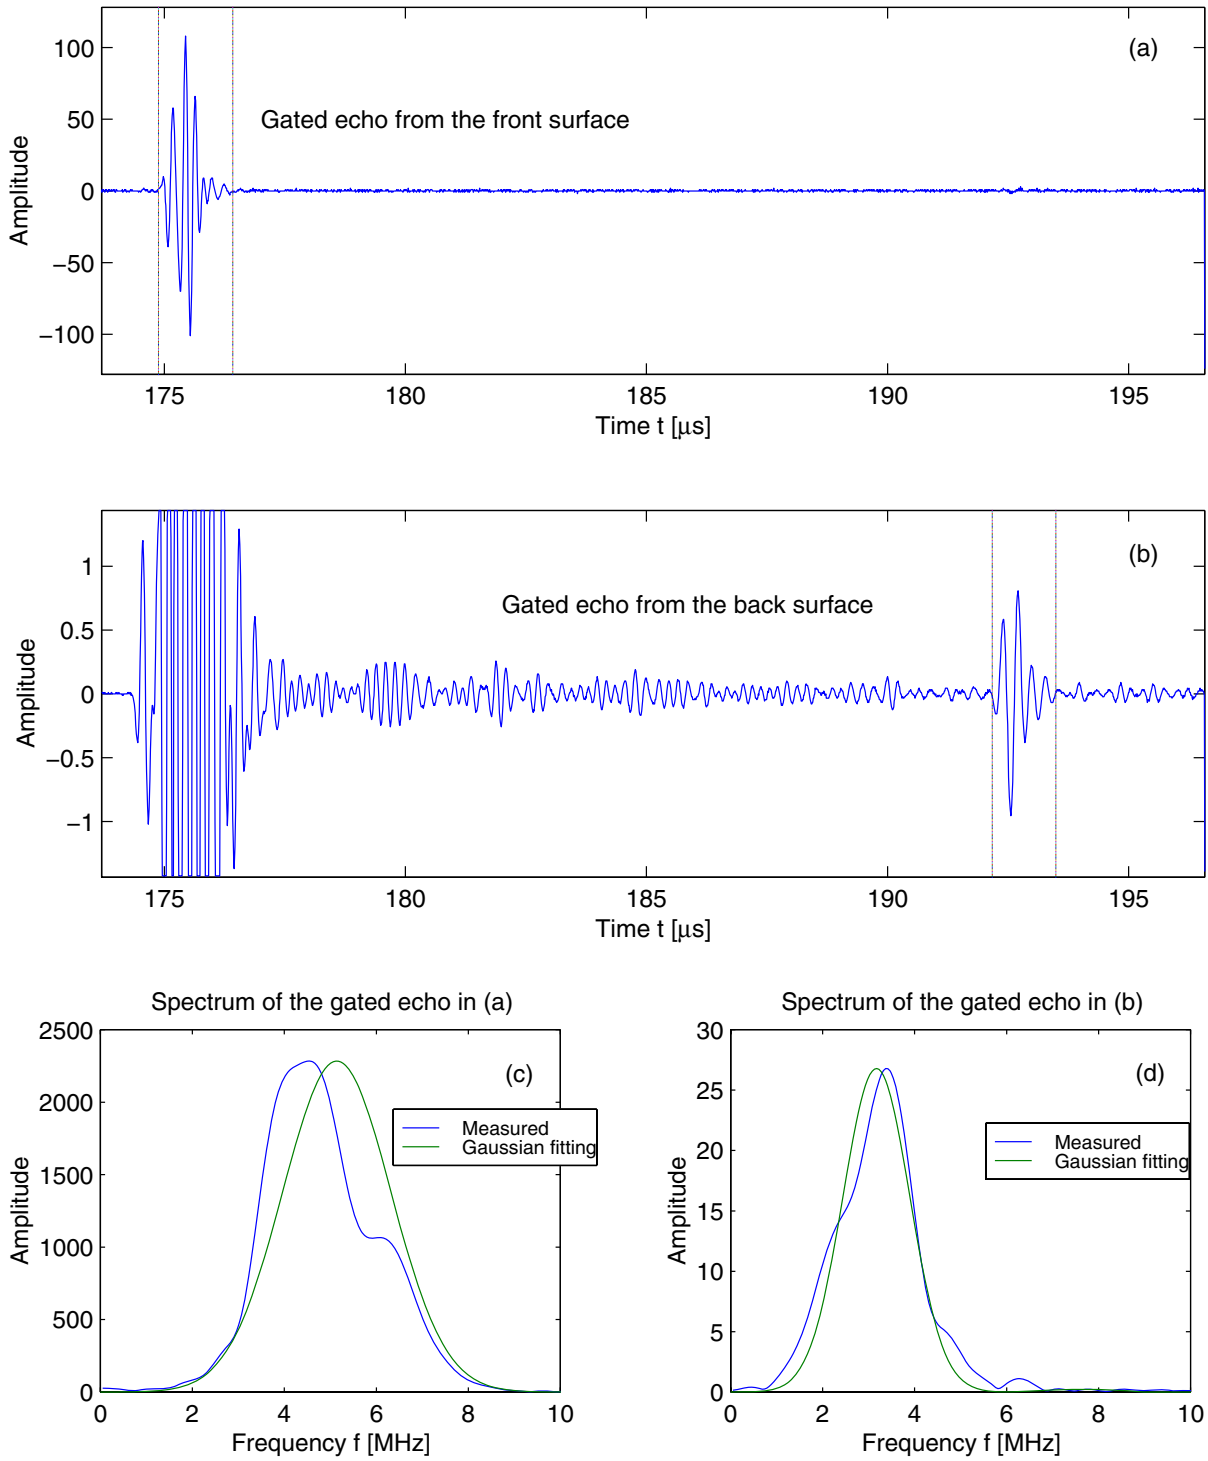 100
50
0
−50
−100
Amplitude
(a)
Gated echo from the front surface
175
180
185
190
195
Time t [μs]
1
0.5
0
−0.5
−1
Amplitude
(b)
Gated echo from the back surface
175
180
185
190
195
Time t [μs]
Spectrum of the gated echo in (a)
2500
2000
1500
1000
500
0
Amplitude
(c)
Measured
Gaussian fitting
0
2
4
6
8
10
Frequency f [MHz]
Spectrum of the gated echo in (b)
30
25
20
15
10
5
0
Amplitude
(d)
Measured
Gaussian fitting
0
2
4
6
8
10
Frequency f [MHz]